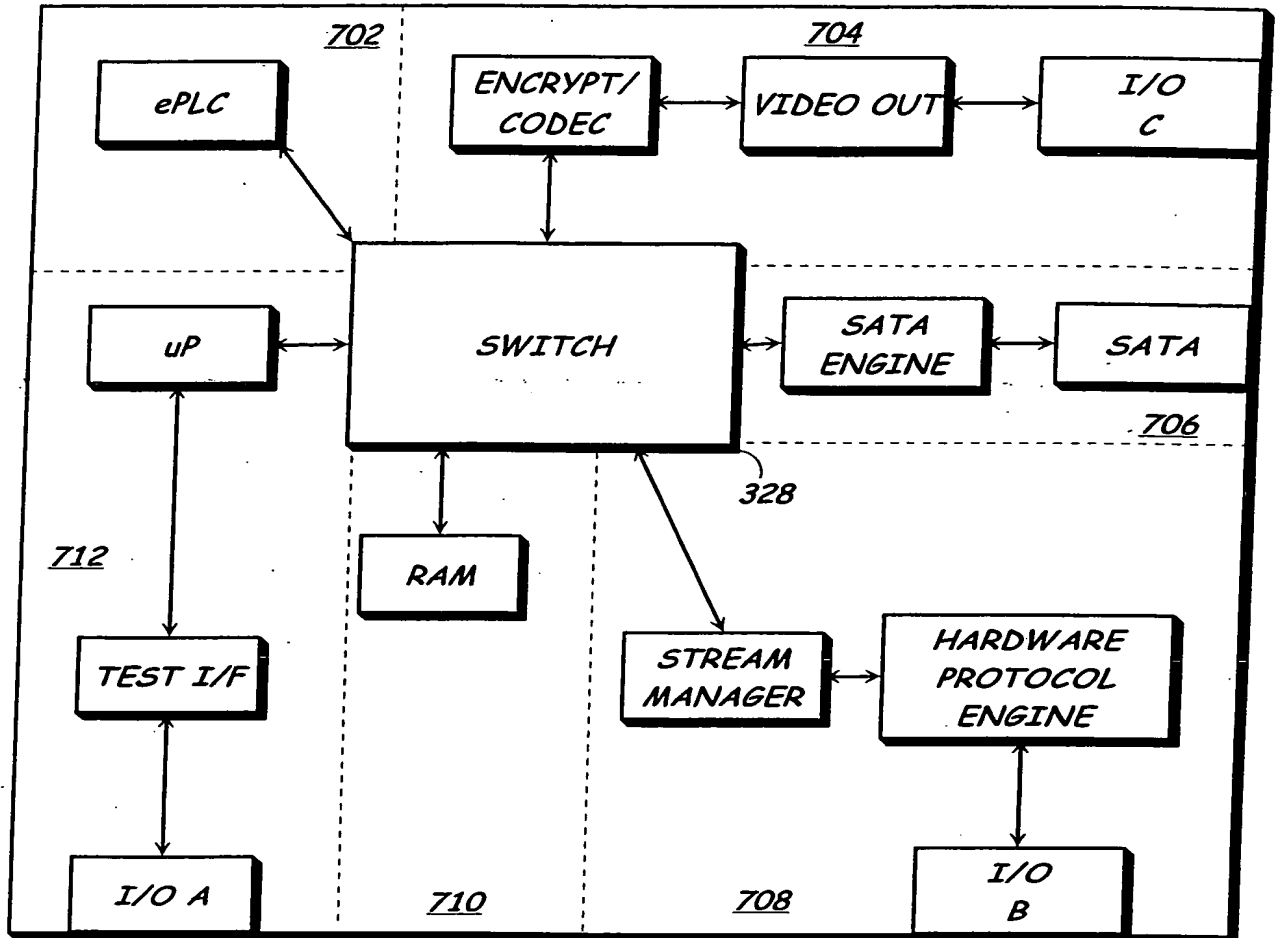 702
704
ePLC
ENCRYPT/
CODEC
VIDEO OUT
I/O
C
uP
SWITCH
SATA
ENGINE
SATA
706
328
712
RAM
TEST I/F
STREAM
MANAGER
HARDWARE
PROTOCOL
ENGINE
I/O A
710
708
I/O
B